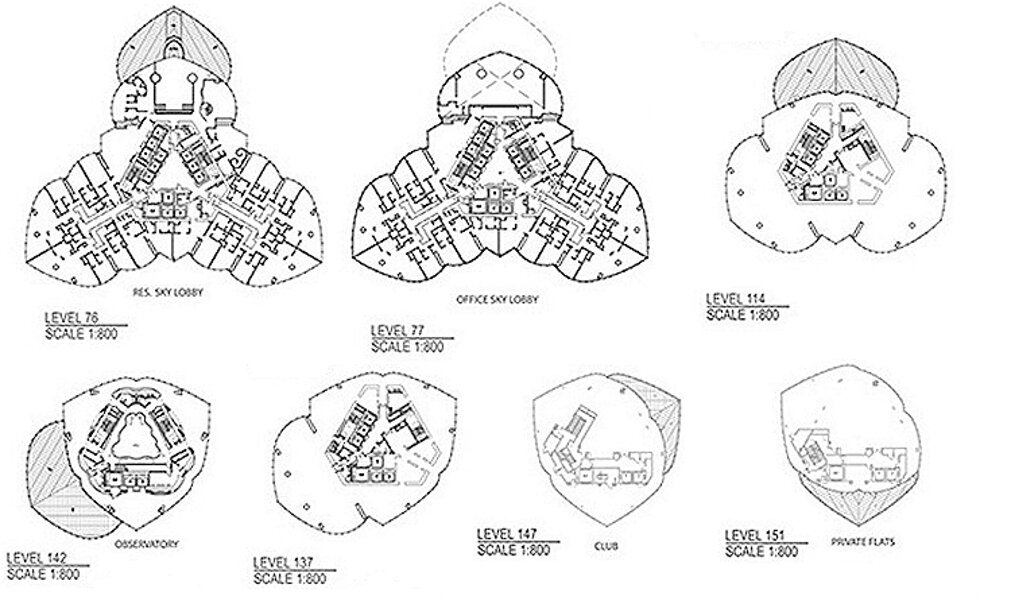 RES. SKY LOBBY
LEVEL 76
SCALE 1:800
OFFICE SKY LOBBY
LEVEL 77
SCALE 1:800
LEVEL 114
SCALE 1:800
OBSERVATORY
LEVEL 142
SCALE 1:800
LEVEL 137
SCALE 1:800
CLUB
LEVEL 147
SCALE 1:800
PRIVATE FLATS
LEVEL 151
SCALE 1:800